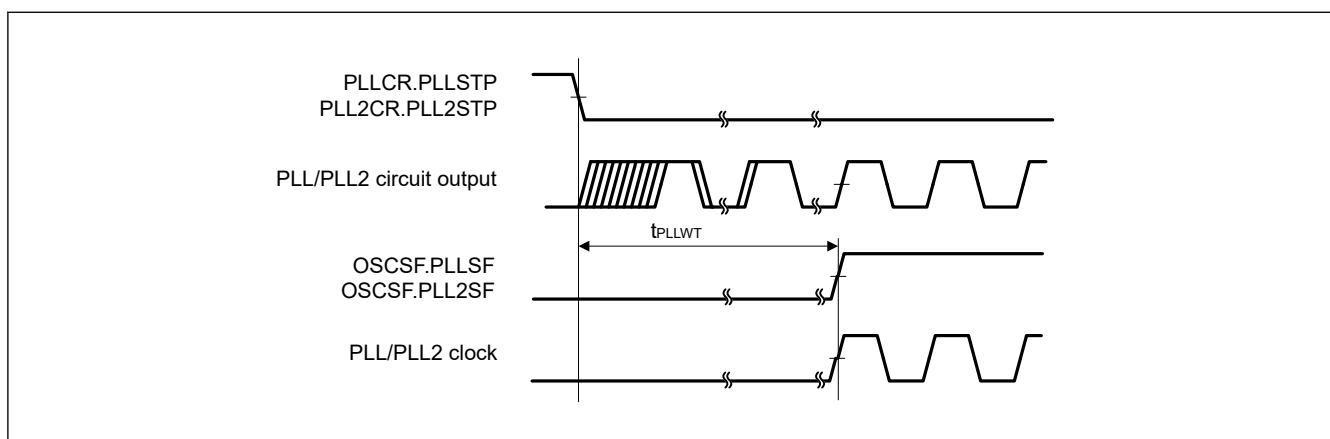 PLLCR.PLLSTP
PLL2CR.PLL2STP
PLL/PLL2 circuit output
tPLLWT
OSCSF.PLLSF
OSCSF.PLL2SF
PLL/PLL2 clock